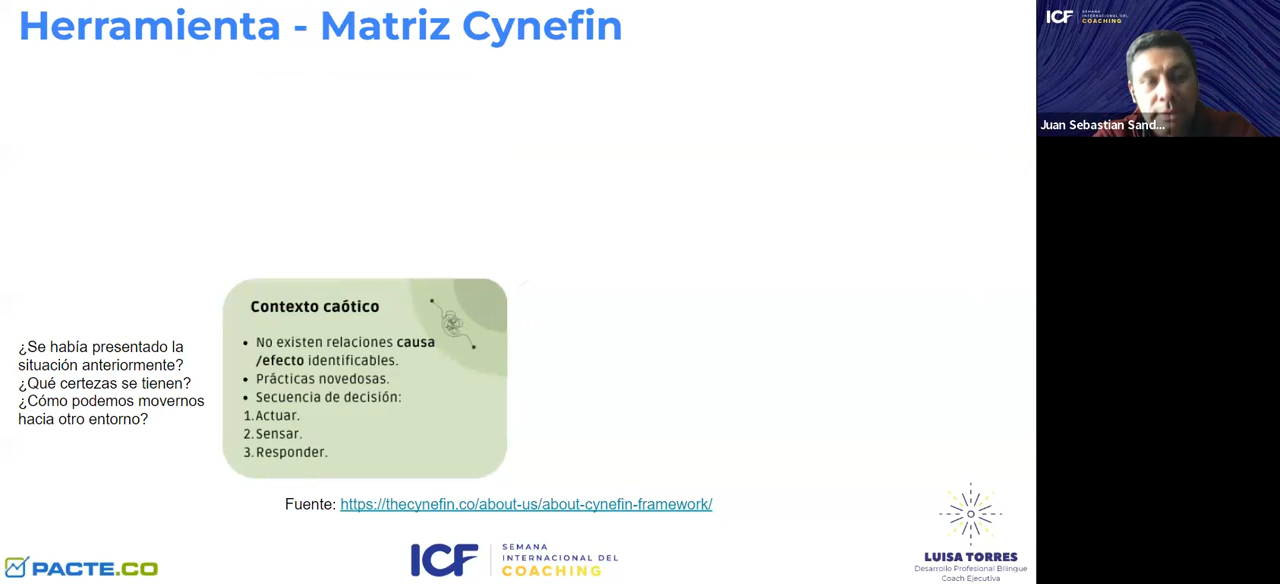 Herramienta - Matriz Cynefin
ICF
SEMANA
INTERNACIONAL DEL
COACHING
Juan Sebastian Sand...
Contexto caótico
• No existen relaciones causa
/efecto identificables.
• Prácticas novedosas.
• Secuencia de decisión:
1. Actuar.
2. Sensar.
3. Responder.
¿Se había presentado la
situación anteriormente?
¿Qué certezas se tienen?
¿Cómo podemos movernos
hacia otro entorno?
Fuente: https://thecynefin.co/about-us/about-cynefin-framework/
PACTE.CO
ICF
SEMANA
INTERNACIONAL DEL
COACHING
LUISA TORRES
Desarrollo Profesional Bilingüe
Coach Ejecutiva